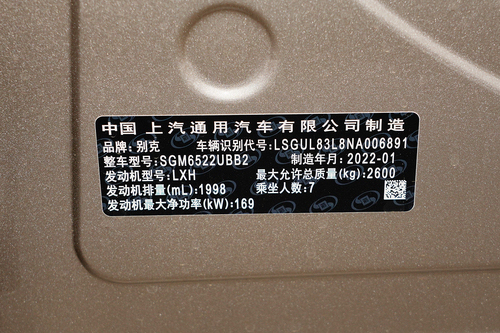 中国 上汽通用汽车有限公司制造
品牌: 别克 车辆识别代号: LSGUL83L8NA006891
整车型号: SGM6522UBB2 制造年月: 2022-01
发动机型号: LXH 最大允许总质量(kg): 2600
发动机排量(mL): 1998 乘坐人数: 7
发动机最大净功率(kW): 169